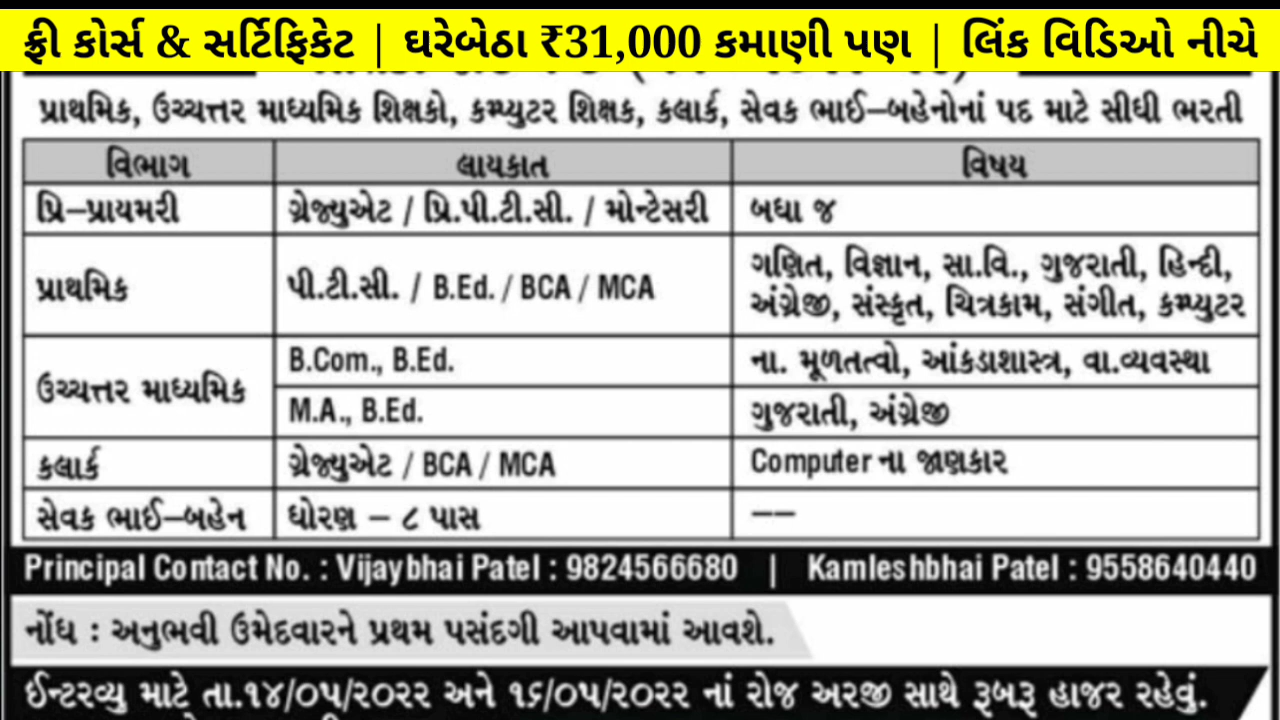 ફ્રી કોર્સ & સર્ટિફિકેટ | ઘરેબેઠા ₹31,000 કમાણી પણ | લિંક વિડિઓ નીચે
પ્રાથમિક, ઉચ્ચત્તર માધ્યમિક શિક્ષકો, કમ્પ્યુટર શિક્ષક, કલાર્ક, સેવક ભાઈ–બહેનોનાં પદ માટે સીધી ભરતી
વિભાગ લાયકાત વિષય
પ્રિ–પ્રાયમરી ગ્રેજ્યુએટ / પ્રિ.પી.ટી.સી. / મોન્ટેસરી બધા જ
પ્રાથમિક પી.ટી.સી. / B.Ed. / BCA / MCA ગણિત, વિજ્ઞાન, સા.વિ., ગુજરાતી, હિન્દી,
અંગ્રેજી, સંસ્કૃત, ચિત્રકામ, સંગીત, કમ્પ્યુટર
ઉચ્ચત્તર માધ્યમિક B.Com., B.Ed. ના. મૂળતત્વો, આંકડાશાસ્ત્ર, વા.વ્યવસ્થા
M.A., B.Ed. ગુજરાતી, અંગ્રેજી
કલાર્ક ગ્રેજ્યુએટ / BCA / MCA Computer ના જાણકાર
સેવક ભાઈ–બહેન ધોરણ – ૮ પાસ ––
Principal Contact No. : Vijaybhai Patel : 9824566680 | Kamleshbhai Patel : 9558640440
નોંધ : અનુભવી ઉમેદવારને પ્રથમ પસંદગી આપવામાં આવશે.
ઈન્ટરવ્યુ માટે તા.૧૪/૦૫/૨૦૨૨ અને ૧૬/૦૫/૨૦૨૨ નાં રોજ અરજી સાથે રૂબરૂ હાજર રહેવું.